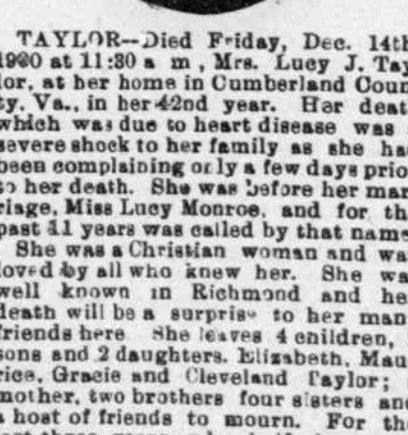 TAYLOR--Died Friday, Dec. 14th
1900 at 11:30 a m , Mrs. Lucy J. Tay
lor, at her home in Cumberland Coun
ty. Va., in her 42nd year. Her deat
which was due to heart disease was
severe shock to her family as she ha
been complaining only a few days prio
to her death. She was before her mar
riage, Miss Lucy Monroe, and for th
past 11 years was called by that name
She was a Christian woman and wa
loved by all who knew her. She wa
well known in Richmond and he
death will be a surprise to her man
friends here She leaves 4 children,
sons and 2 daughters. Elizabeth, Mau
rice, Gracie and Cleveland Taylor;
mother, two brothers four sisters and
a host of friends to mourn. For th